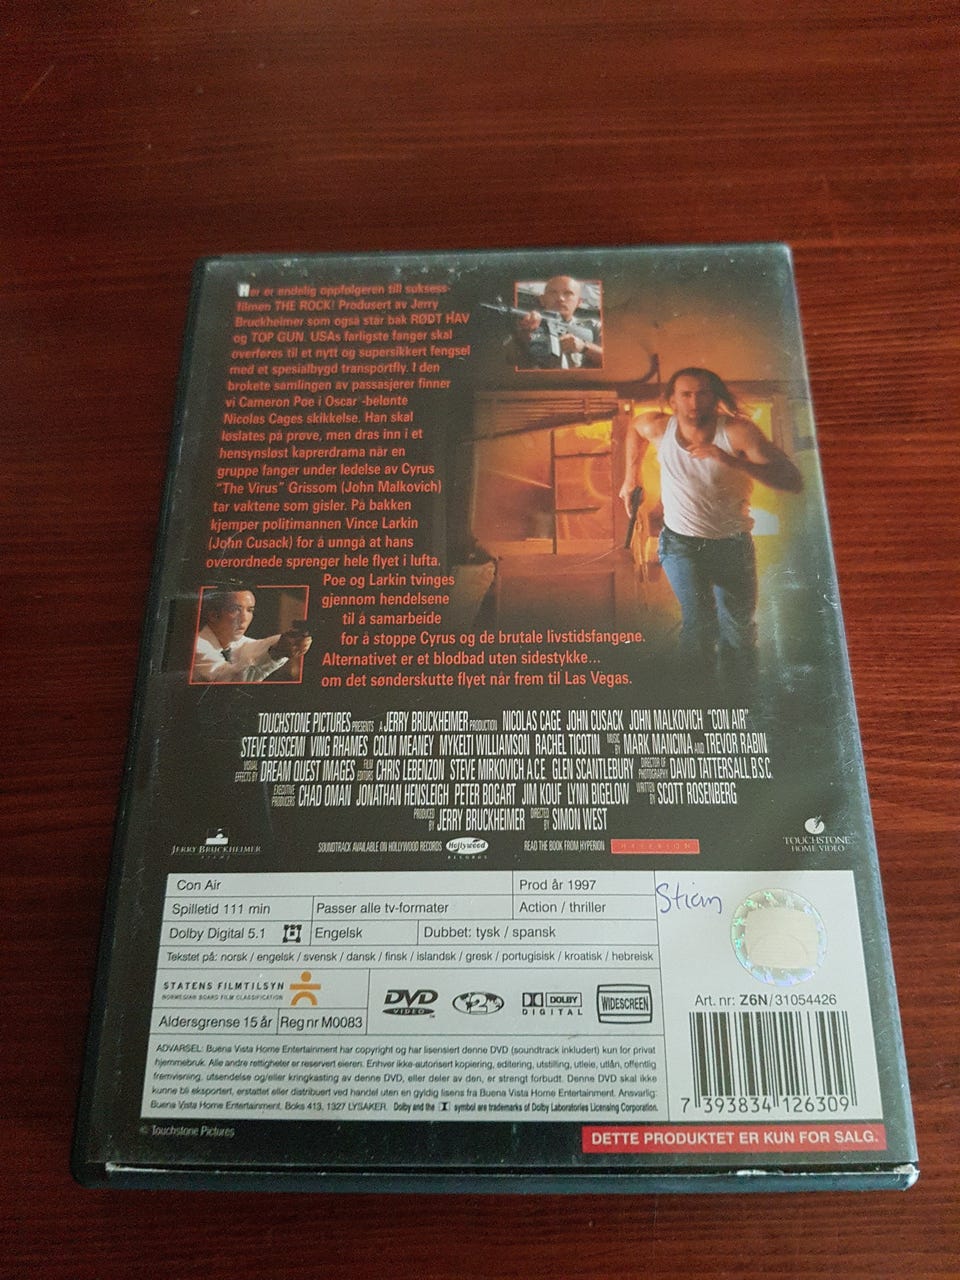 Her er endelig oppfølgeren til suksess-
filmen THE ROCK! Produsert av Jerry
Bruckheimer som også står bak RØDT HAV
og TOP GUN. USAs farligste fanger skal
overføres til et nytt og supersikkert fengsel
med et spesialbygd transportfly. I den
brokete samlingen av passasjerer finner
vi Cameron Poe i Oscar -belønte
Nicolas Cages skikkelse. Han skal
løslates på prøve, men dras inn i et
hensynsløst kaprerdrama når en
gruppe fanger under ledelse av Cyrus
"The Virus" Grissom (John Malkovich)
tar vaktene som gisler. På bakken
kjemper politimannen Vince Larkin
(John Cusack) for å unngå at hans
overordnede sprenger hele flyet i lufta.
Poe og Larkin tvinges
gjennom hendelsene
til å samarbeide
for å stoppe Cyrus og de brutale livstidsfangene.
Alternativet er et blodbad uten sidestykke...
om det sønderskutte flyet når frem til Las Vegas.
TOUCHSTONE PICTURES PRESENTS A JERRY BRUCKHEIMER PRODUCTION NICOLAS CAGE JOHN CUSACK JOHN MALKOVICH "CON AIR"
STEVE BUSCEMI VING RHAMES COLM MEANEY MYKELTI WILLIAMSON RACHEL TICOTIN MUSIC BY MARK MANCINA AND TREVOR RABIN
VISUAL EFFECTS BY DREAM QUEST IMAGES FILM EDITORS CHRIS LEBENZON STEVE MIRKOVICH A.C.E. GLEN SCANTLEBURY DIRECTOR OF PHOTOGRAPHY DAVID TATTERSALL, B.S.C.
EXECUTIVE PRODUCERS CHAD OMAN JONATHAN HENSLEIGH PETER BOGART JIM KOUF LYNN BIGELOW WRITTEN BY SCOTT ROSENBERG
PRODUCED BY JERRY BRUCKHEIMER DIRECTED BY SIMON WEST
JERRY BRUCKHEIMER FILMS
SOUNDTRACK AVAILABLE ON HOLLYWOOD RECORDS Hollywood RECORDS READ THE BOOK FROM HYPERION HYPERION
TOUCHSTONE HOME VIDEO
Con Air Prod år 1997
Spilletid 111 min Passer alle tv-formater Action / thriller
Dolby Digital 5.1 Engelsk Dubbet: tysk / spansk
Tekstet på: norsk / engelsk / svensk / dansk / finsk / islandsk / gresk / portugisisk / kroatisk / hebreisk
Stian
STATENS FILMTILSYN
NORWEGIAN BOARD FILM CLASSIFICATION
Aldersgrense 15 år Reg nr M0083
DVD VIDEO 2 DOLBY DIGITAL WIDESCREEN
Art. nr: Z6N/31054426
7 393834 126309
ADVARSEL: Buena Vista Home Entertainment har copyright og har lisensiert denne DVD (soundtrack inkludert) kun for privat
hjemmebruk. Alle andre rettigheter er reservert eieren. Enhver ikke-autorisert kopiering, editering, utstilling, utleie, utlån, offentlig
fremvisning, utsendelse og/eller kringkasting av denne DVD, eller deler av den, er strengt forbudt. Denne DVD skal ikke
kunne bli eksportert, erstattet eller distribuert ved handel uten en gyldig lisens fra Buena Vista Home Entertainment. Ansvarlig:
Buena Vista Home Entertainment, Boks 413, 1327 LYSAKER. Dolby and the symbol are trademarks of Dolby Laboratories Licensing Corporation.
© Touchstone Pictures
DETTE PRODUKTET ER KUN FOR SALG.